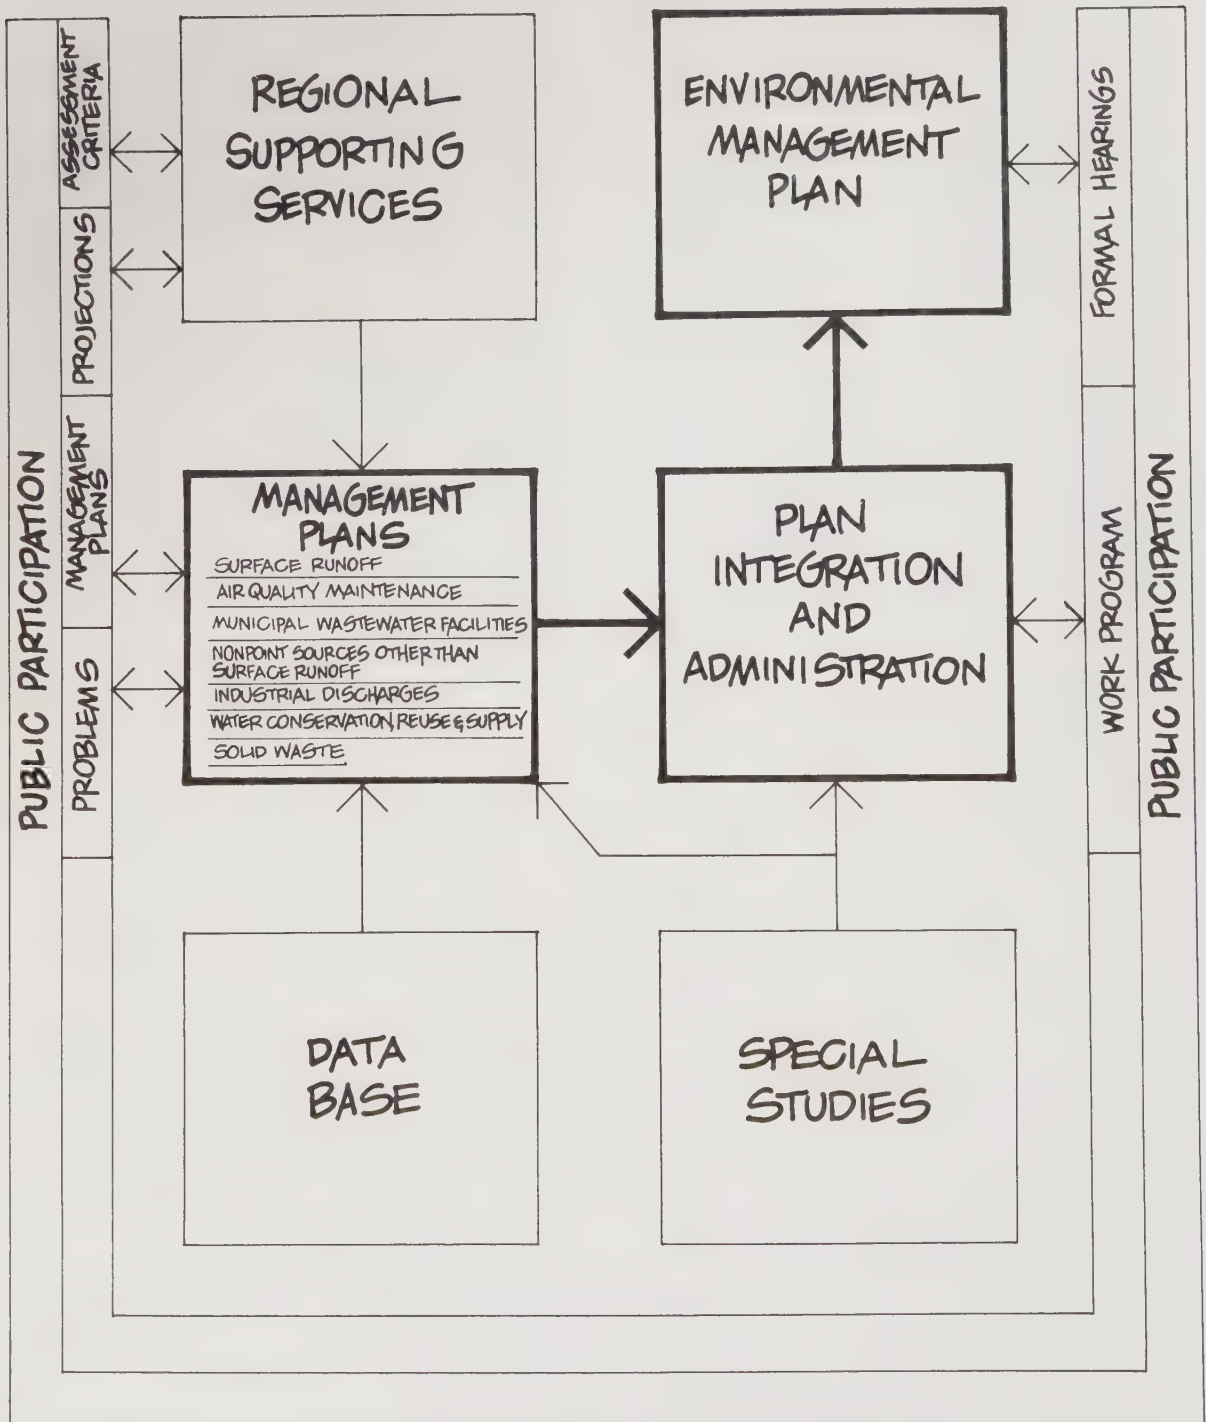 PUBLIC PARTICIPATION
ASSESSMENT
CRITERIA
PROJECTIONS
MANAGEMENT
PLANS
PROBLEMS
REGIONAL
SUPPORTING
SERVICES
ENVIRONMENTAL
MANAGEMENT
PLAN
MANAGEMENT
PLANS
SURFACE RUNOFF
AIR QUALITY MAINTENANCE
MUNICIPAL WASTEWATER FACILITIES
NONPOINT SOURCES OTHER THAN
SURFACE RUNOFF
INDUSTRIAL DISCHARGES
WATER CONSERVATION, REUSE & SUPPLY
SOLID WASTE
PLAN
INTEGRATION
AND
ADMINISTRATION
DATA
BASE
SPECIAL
STUDIES
FORMAL HEARINGS
WORK PROGRAM
PUBLIC PARTICIPATION